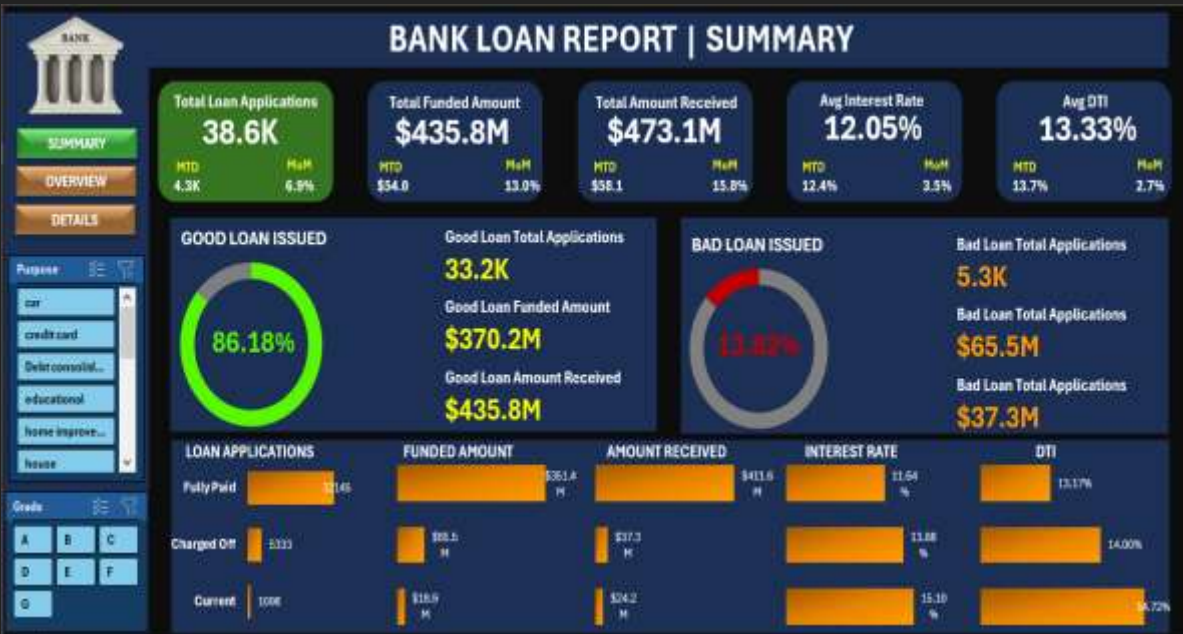 BANK
BANK LOAN REPORT | SUMMARY
SUMMARY
OVERVIEW
DETAILS
Total Loan Applications
38.6K
MTD MoM
4.3K 6.9%
Total Funded Amount
$435.8M
MTD MoM
$54.0 13.0%
Total Amount Received
$473.1M
MTD MoM
$58.1 15.8%
Avg Interest Rate
12.05%
MTD MoM
12.4% 3.5%
Avg DTI
13.33%
MTD MoM
13.7% 2.7%
GOOD LOAN ISSUED
86.18%
Good Loan Total Applications
33.2K
Good Loan Funded Amount
$370.2M
Good Loan Amount Received
$435.8M
BAD LOAN ISSUED
13.82%
Bad Loan Total Applications
5.3K
Bad Loan Total Applications
$65.5M
Bad Loan Total Applications
$37.3M
Purpose
car
credit card
Debt consolid...
educational
home improve...
house
Grade
A B C
D E F
G
LOAN APPLICATIONS FUNDED AMOUNT AMOUNT RECEIVED INTEREST RATE DTI
Fully Paid $351.4 M $411.6 M 11.64 % 13.17%
Charged Off 5333 $65.5 M $37.3 M 13.88 % 14.00%
Current 1098 $18.9 M $24.2 M 15.10 %